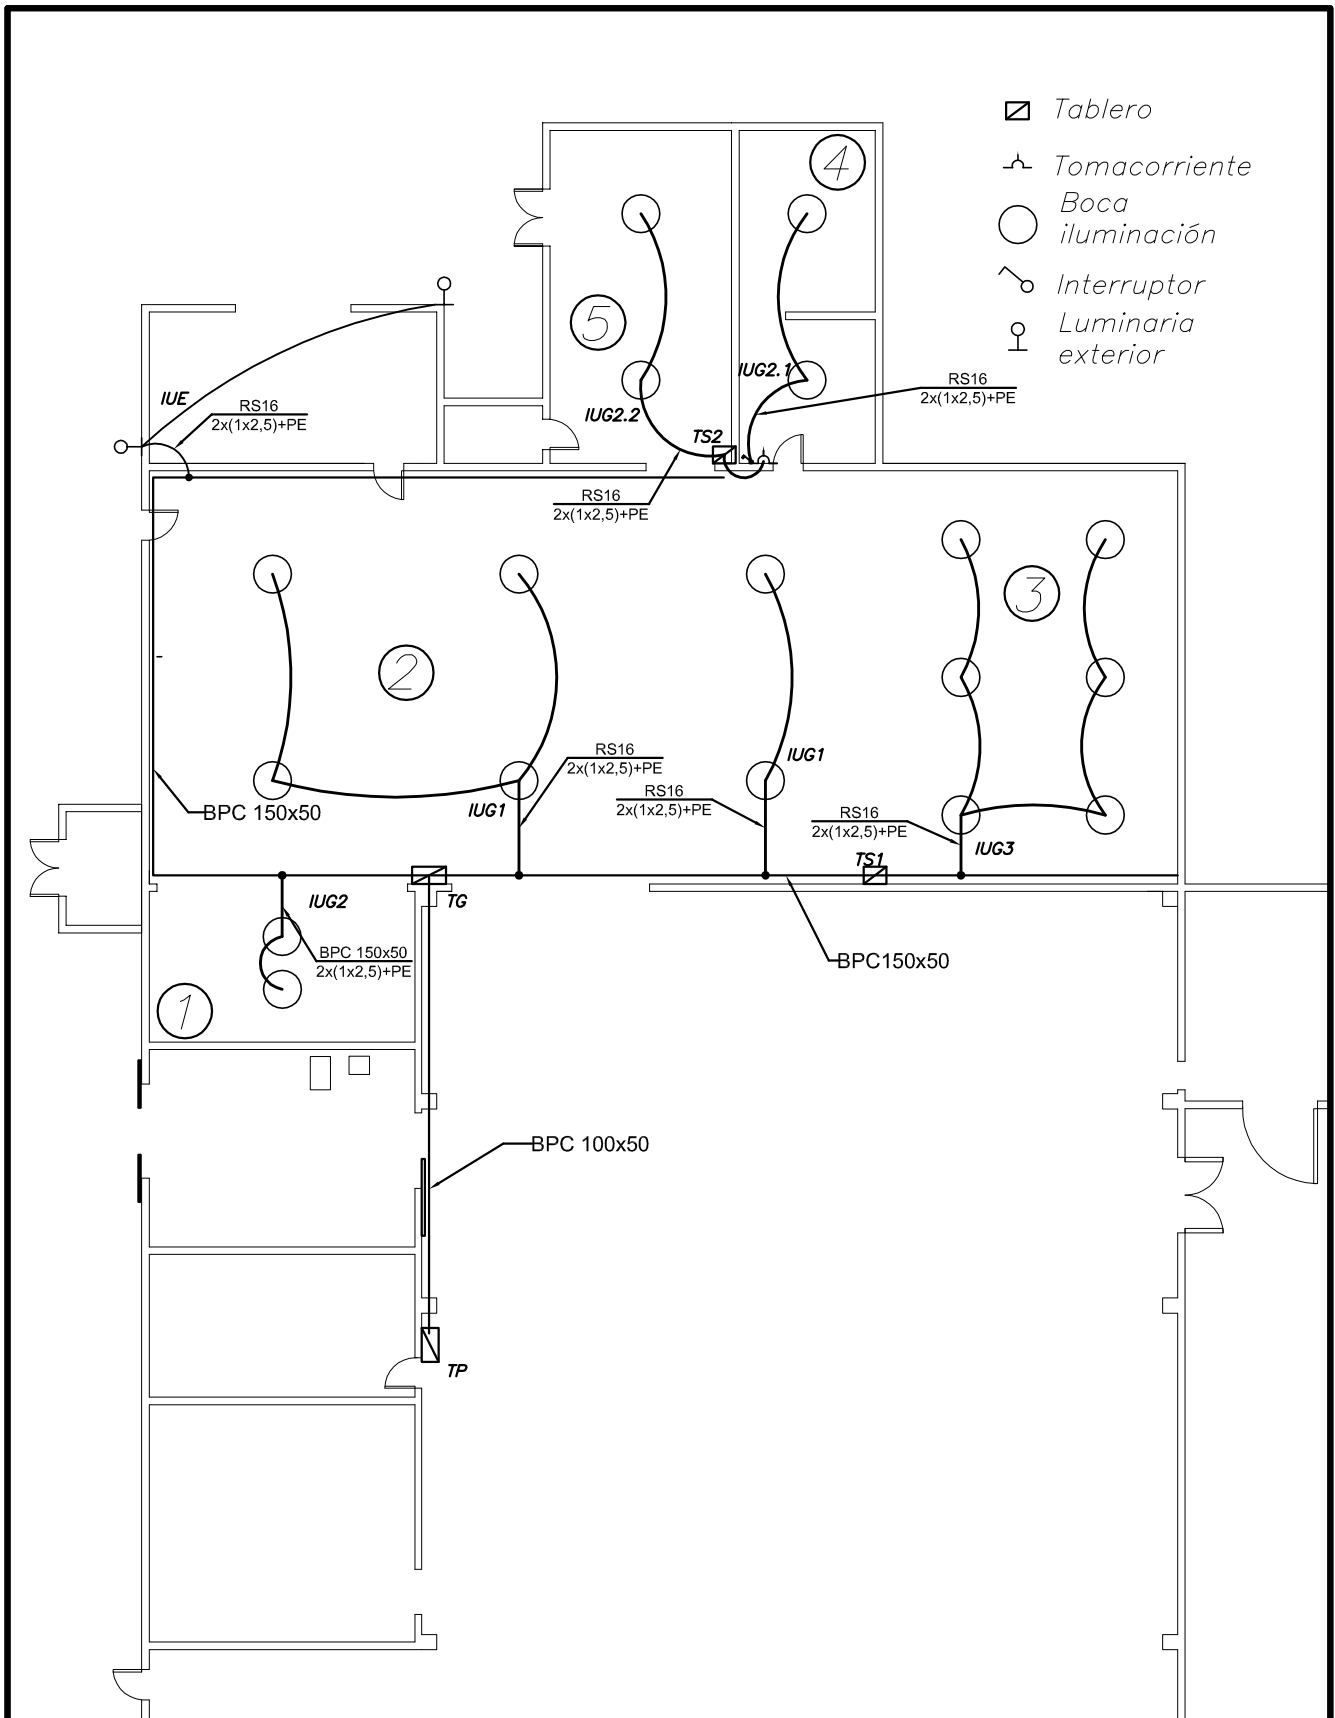 Tablero
Tomacorriente
Boca
iluminación
Interruptor
Luminaria
exterior
4
5
IUG2.1
RS16
2x(1x2,5)+PE
IUE
RS16
2x(1x2,5)+PE
IUG2.2
TS2
RS16
2x(1x2,5)+PE
3
2
RS16
2x(1x2,5)+PE
IUG1
RS16
2x(1x2,5)+PE
BPC 150x50
IUG1
RS16
2x(1x2,5)+PE
IUG3
TS1
IUG2
TG
BPC 150x50
2x(1x2,5)+PE
BPC150x50
1
BPC 100x50
TP